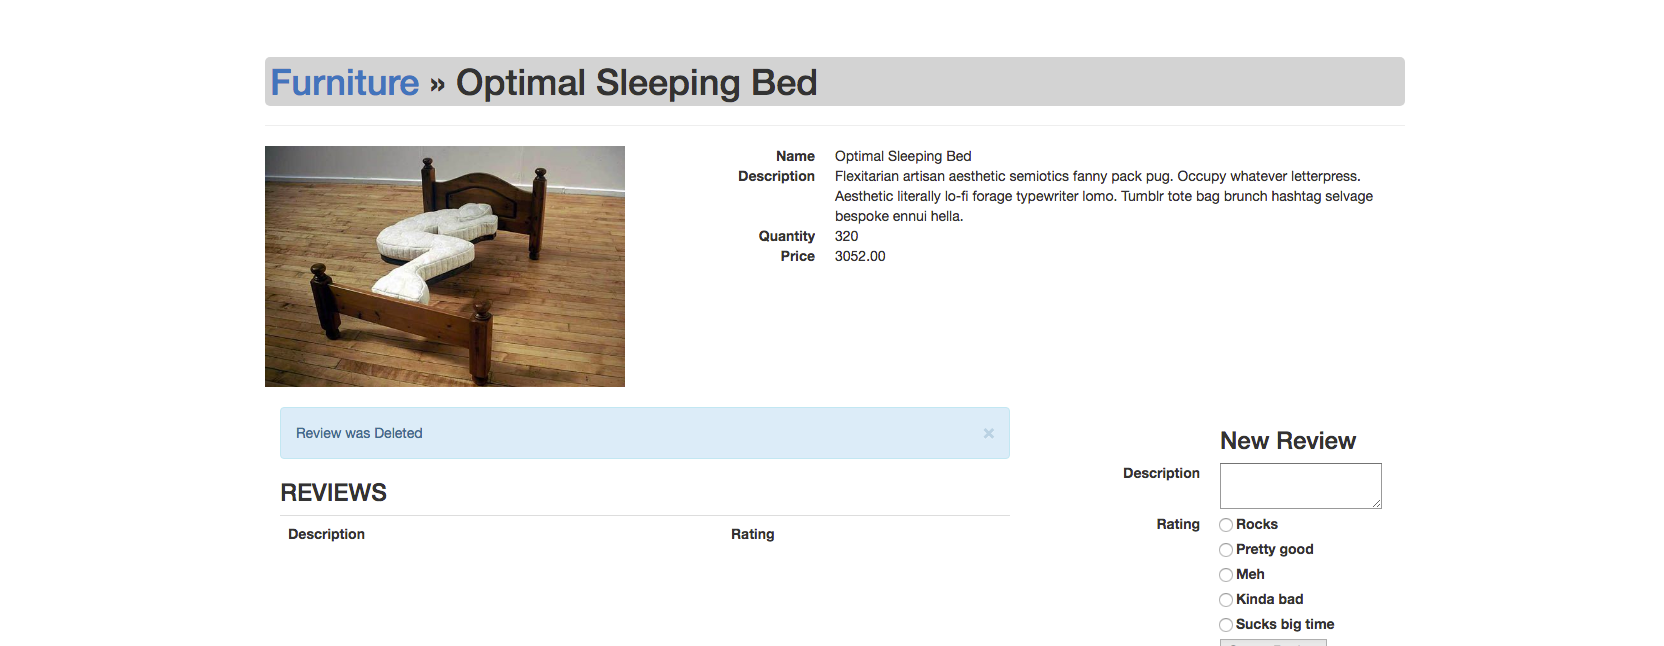 Furniture » Optimal Sleeping Bed
Name Optimal Sleeping Bed
Description Flexitarian artisan aesthetic semiotics fanny pack pug. Occupy whatever letterpress.
Aesthetic literally lo-fi forage typewriter lomo. Tumblr tote bag brunch hashtag selvage
bespoke ennui hella.
Quantity 320
Price 3052.00
Review was Deleted ×
REVIEWS
Description Rating
New Review
Description
Rating Rocks
Pretty good
Meh
Kinda bad
Sucks big time